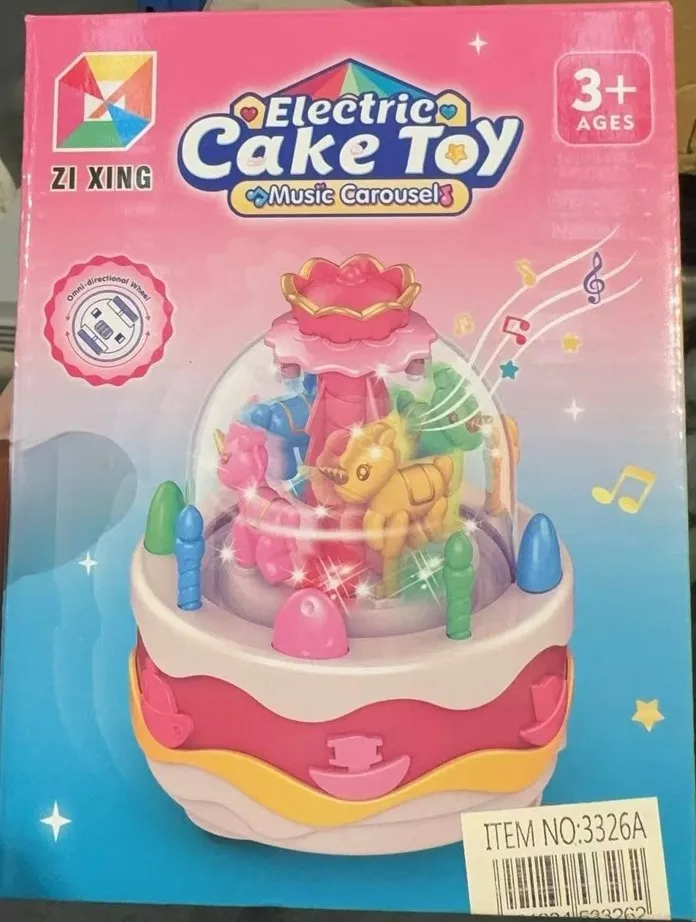 ZI XING
Electric
Cake Toy
Music Carousel
3+
AGES
Omni-directional Wheel
ITEM NO:3326A